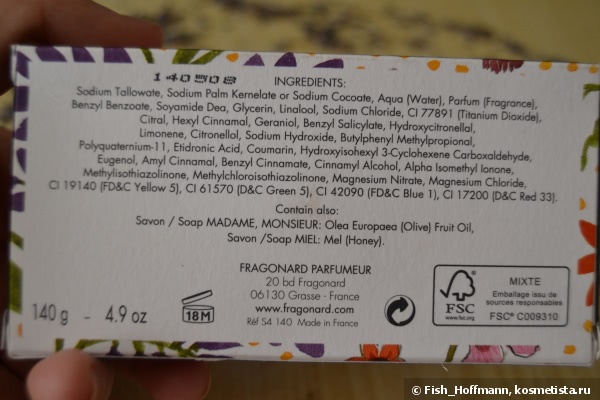 INGREDIENTS:
Sodium Tallowate, Sodium Palm Kernelate or Sodium Cocoate, Aqua (Water), Parfum (Fragrance),
Benzyl Benzoate, Soyamide Dea, Glycerin, Linalool, Sodium Chloride, CI 77891 (Titanium Dioxide),
Citral, Hexyl Cinnamal, Geraniol, Benzyl Salicylate, Hydroxycitronellal,
Limonene, Citronellol, Sodium Hydroxide, Butylphenyl Methylpropional,
Polyquaternium-11, Etidronic Acid, Coumarin, Hydroxyisohexyl 3-Cyclohexene Carboxaldehyde,
Eugenol, Amyl Cinnamal, Benzyl Cinnamate, Cinnamyl Alcohol, Alpha Isomethyl Ionone,
Methylisothiazolinone, Methylchloroisothiazolinone, Magnesium Nitrate, Magnesium Chloride,
CI 19140 (FD&C Yellow 5), CI 61570 (D&C Green 5), CI 42090 (FD&C Blue 1), CI 17200 (D&C Red 33).
Contain also:
Savon / Soap MADAME, MONSIEUR: Olea Europaea (Olive) Fruit Oil,
Savon /Soap MIEL: Mel (Honey).
FRAGONARD PARFUMEUR
20 bd Fragonard
06130 Grasse - France
www.fragonard.com
Réf S4 140 Made in France
140 g - 4.9 oz
18 M
FSC
www.fsc.org
MIXTE
Emballage issu de
sources responsables
FSC® C009310
© Fish_Hoffmann, kosmetista.ru